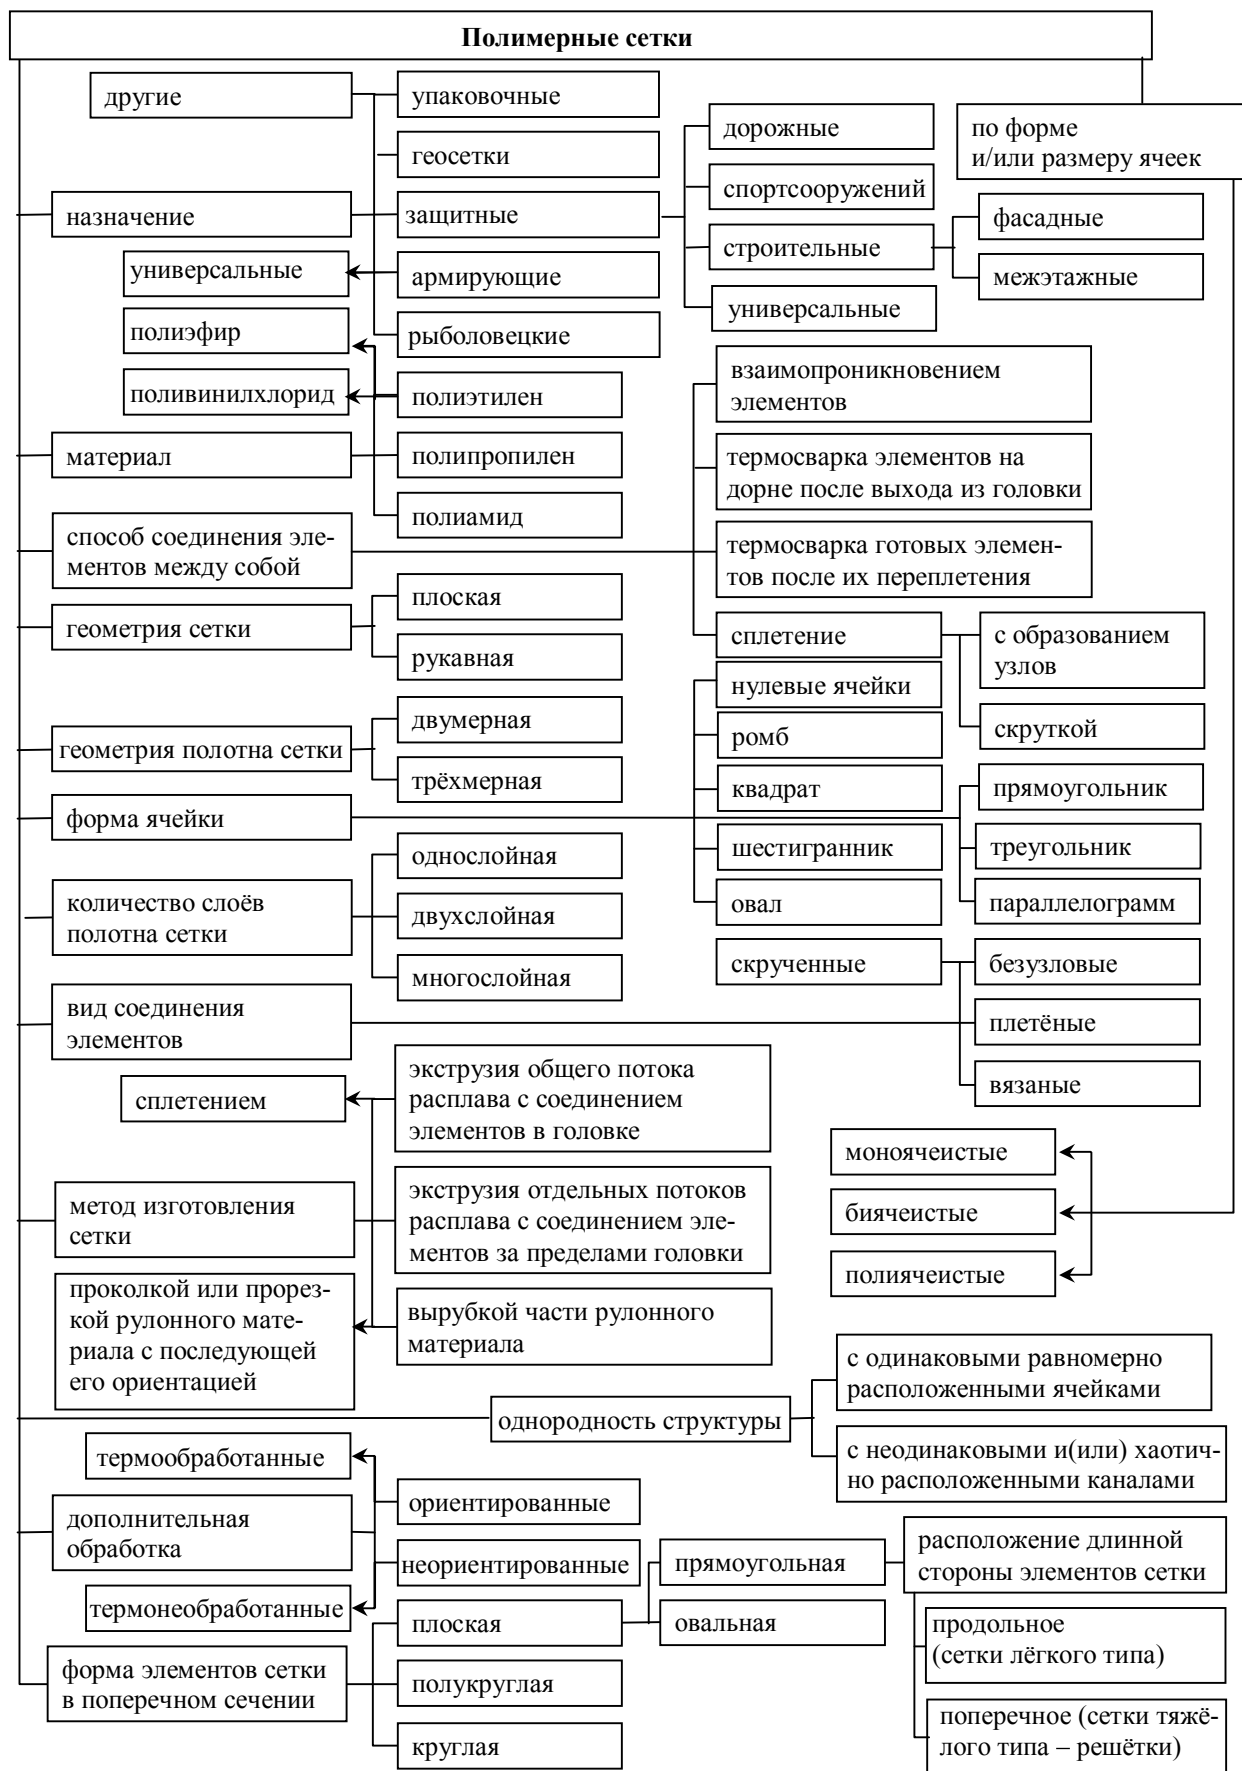 Полимерные сетки
другие
упаковочные
геосетки
назначение
защитные
универсальные
армирующие
рыболовецкие
дорожные
спортсооружений
строительные
универсальные
фасадные
межэтажные
по форме
и/или размеру ячеек
полиэфир
поливинилхлорид
полиэтилен
материал
полипропилен
полиамид
способ соединения эле-
ментов между собой
взаимопроникновением
элементов
термосварка элементов на
дорне после выхода из головки
термосварка готовых элемен-
тов после их переплетения
сплетение
с образованием
узлов
скруткой
геометрия сетки
плоская
рукавная
геометрия полотна сетки
двумерная
трёхмерная
форма ячейки
нулевые ячейки
ромб
квадрат
шестигранник
овал
прямоугольник
треугольник
параллелограмм
количество слоёв
полотна сетки
однослойная
двухслойная
многослойная
вид соединения
элементов
скрученные
безузловые
плетёные
вязаные
сплетением
экструзия общего потока
расплава с соединением
элементов в головке
метод изготовления
сетки
экструзия отдельных потоков
расплава с соединением эле-
ментов за пределами головки
проколкой или прорез-
кой рулонного мате-
риала с последующей
его ориентацией
вырубкой части рулонного
материала
моноячеистые
биячеистые
полиячеистые
однородность структуры
с одинаковыми равномерно
расположенными ячейками
с неодинаковыми и(или) хаотич-
но расположенными каналами
термообработанные
ориентированные
дополнительная
обработка
неориентированные
термонеобработанные
форма элементов сетки
в поперечном сечении
плоская
полукруглая
круглая
прямоугольная
овальная
расположение длинной
стороны элементов сетки
продольное
(сетки лёгкого типа)
поперечное (сетки тяжё-
лого типа – решётки)